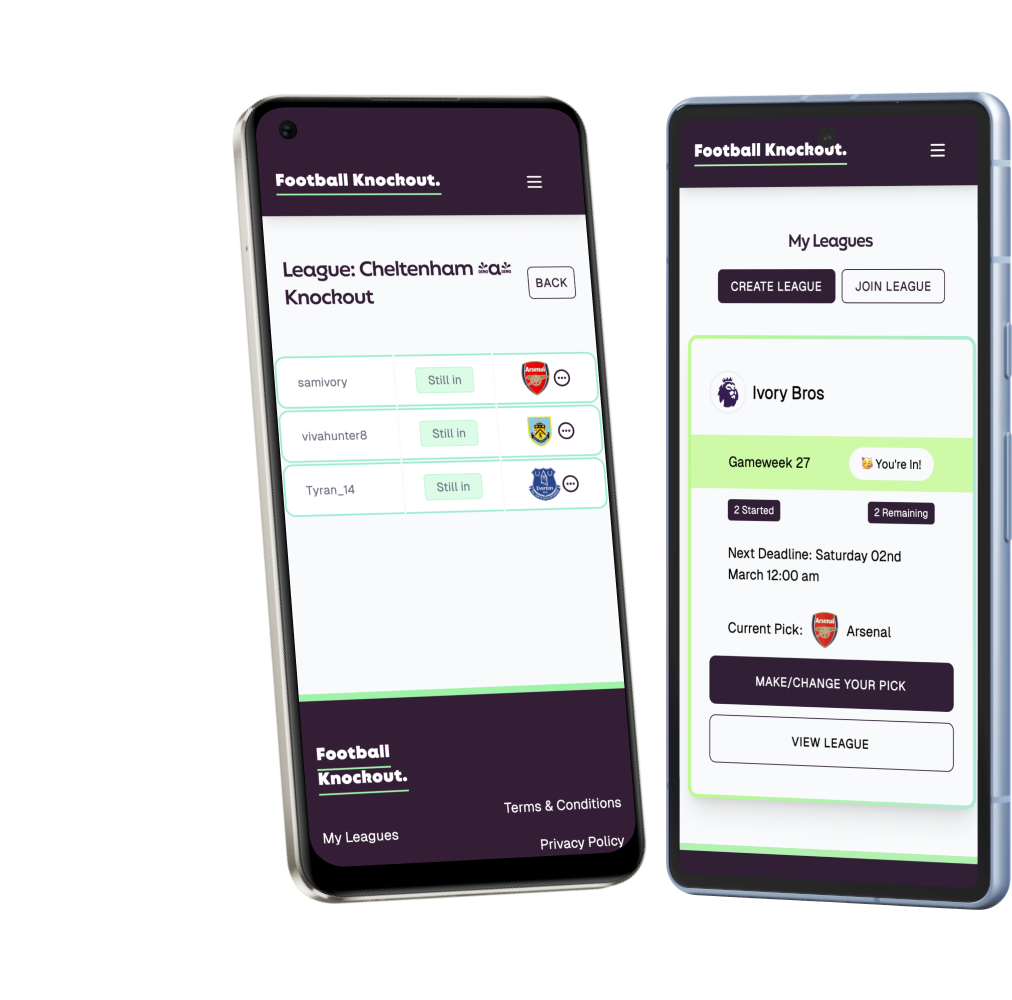 Football Knockout.
League: Cheltenham a
Knockout
BACK
samivory
Still in
Arsenal
vivahunter8
Still in
Tyran_14
Still in
Everton
Football
Knockout.
Terms & Conditions
My Leagues
Privacy Policy
Football Knockout.
My Leagues
CREATE LEAGUE
JOIN LEAGUE
Ivory Bros
Gameweek 27
You're In!
2 Started
2 Remaining
Next Deadline: Saturday 02nd
March 12:00 am
Current Pick:
Arsenal
Arsenal
MAKE/CHANGE YOUR PICK
VIEW LEAGUE